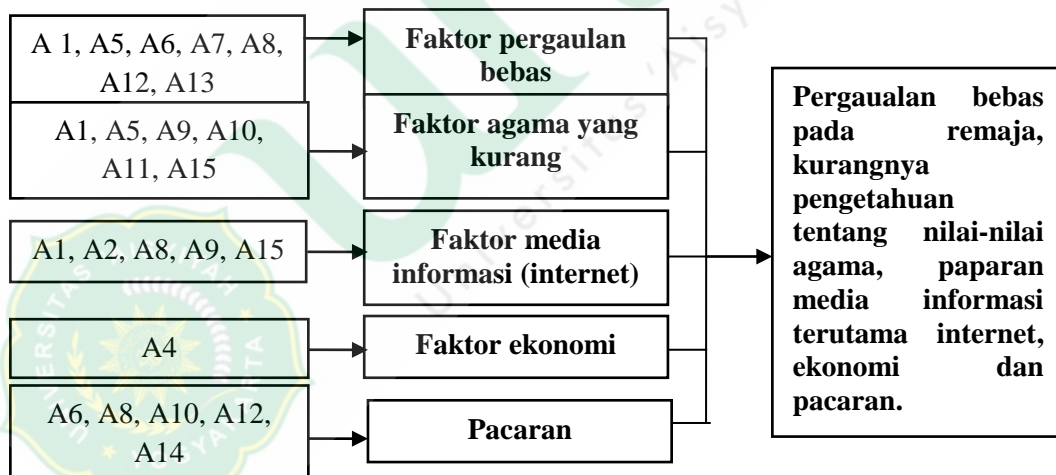 A 1, A5, A6, A7, A8,
A12, A13
Faktor pergaulan
bebas
A1, A5, A9, A10,
A11, A15
Faktor agama yang
kurang
A1, A2, A8, A9, A15
Faktor media
informasi (internet)
A4
Faktor ekonomi
A6, A8, A10, A12,
A14
Pacaran
Pergaualan bebas
pada remaja,
kurangnya
pengetahuan
tentang nilai-nilai
agama, paparan
media informasi
terutama internet,
ekonomi dan
pacaran.